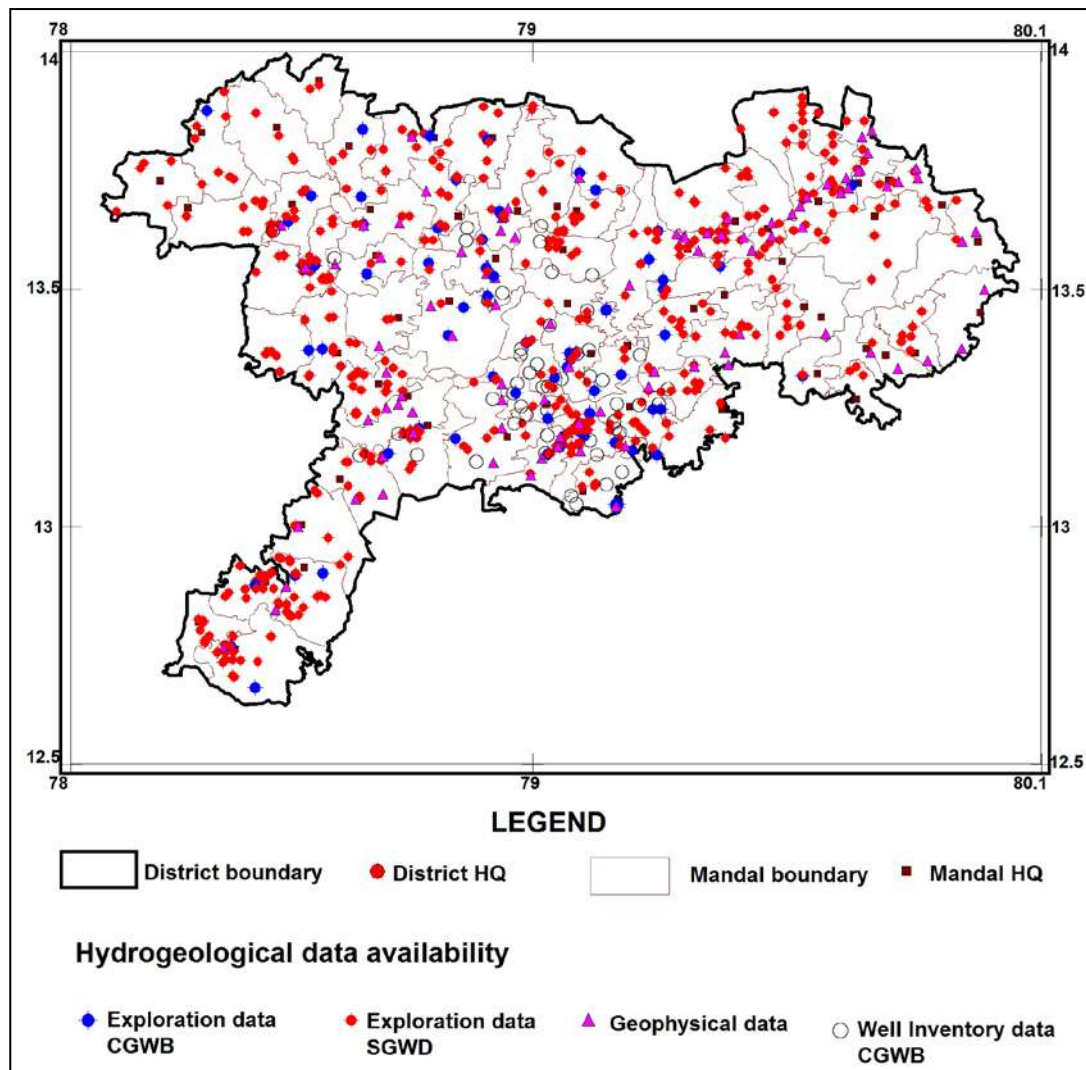 78 79 80.1
14 14
13.5 13.5
13 13
12.5 12.5
78 79 80.1
LEGEND
District boundary District HQ Mandal boundary Mandal HQ
Hydrogeological data availability
Exploration data Exploration data Geophysical data Well Inventory data
CGWB SGWD CGWB